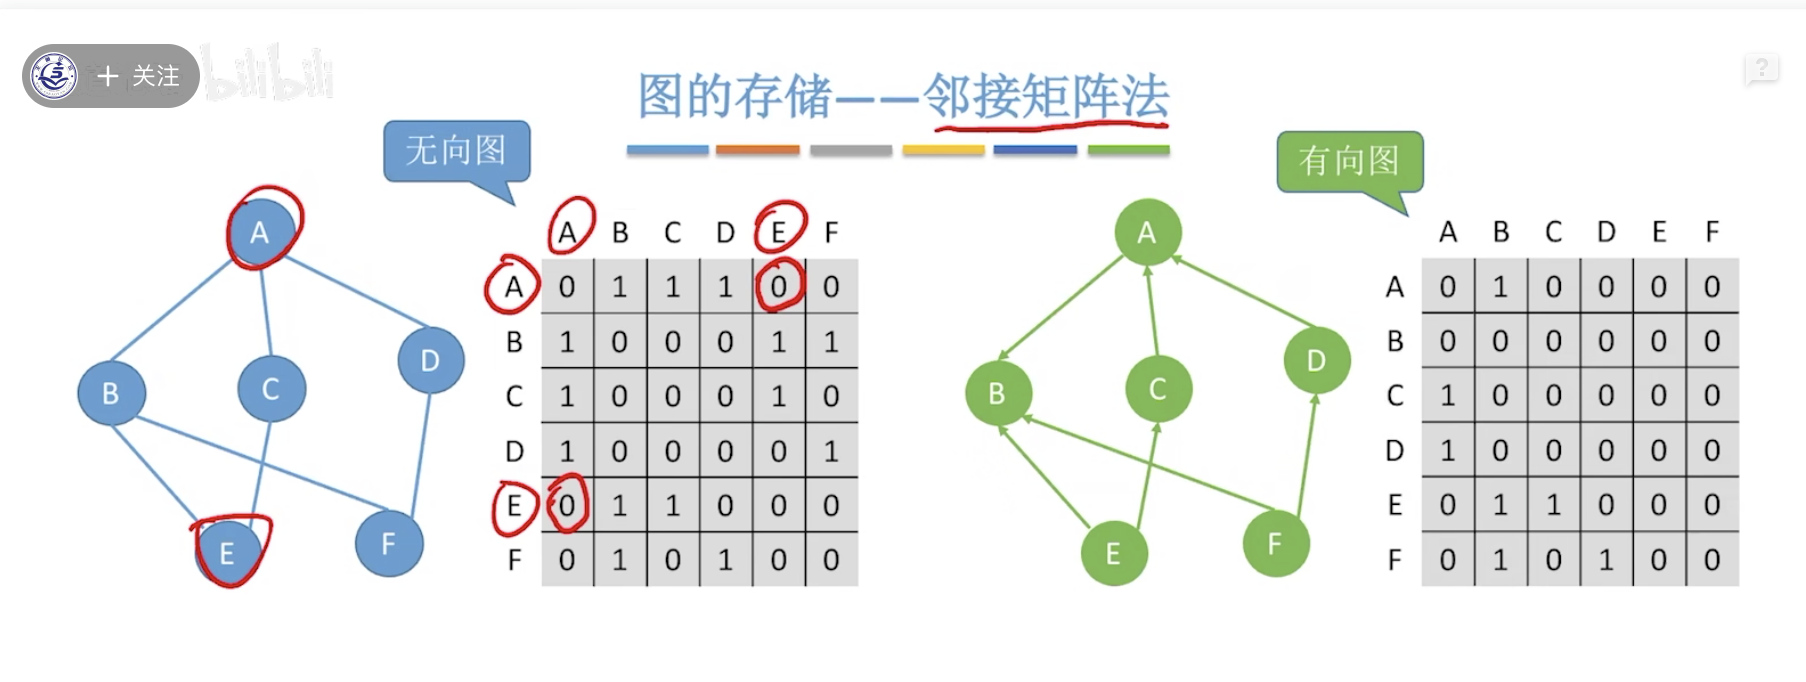 + 关注
bilibili
?
图的存储——邻接矩阵法
无向图
有向图
A
B
C
D
E
F
A B C D E F
A 0 1 1 1 0 0
B 1 0 0 0 1 1
C 1 0 0 0 1 0
D 1 0 0 0 0 1
E 0 1 1 0 0 0
F 0 1 0 1 0 0
A
B
C
D
E
F
A B C D E F
A 0 1 0 0 0 0
B 0 0 0 0 0 0
C 1 0 0 0 0 0
D 1 0 0 0 0 0
E 0 1 1 0 0 0
F 0 1 0 1 0 0